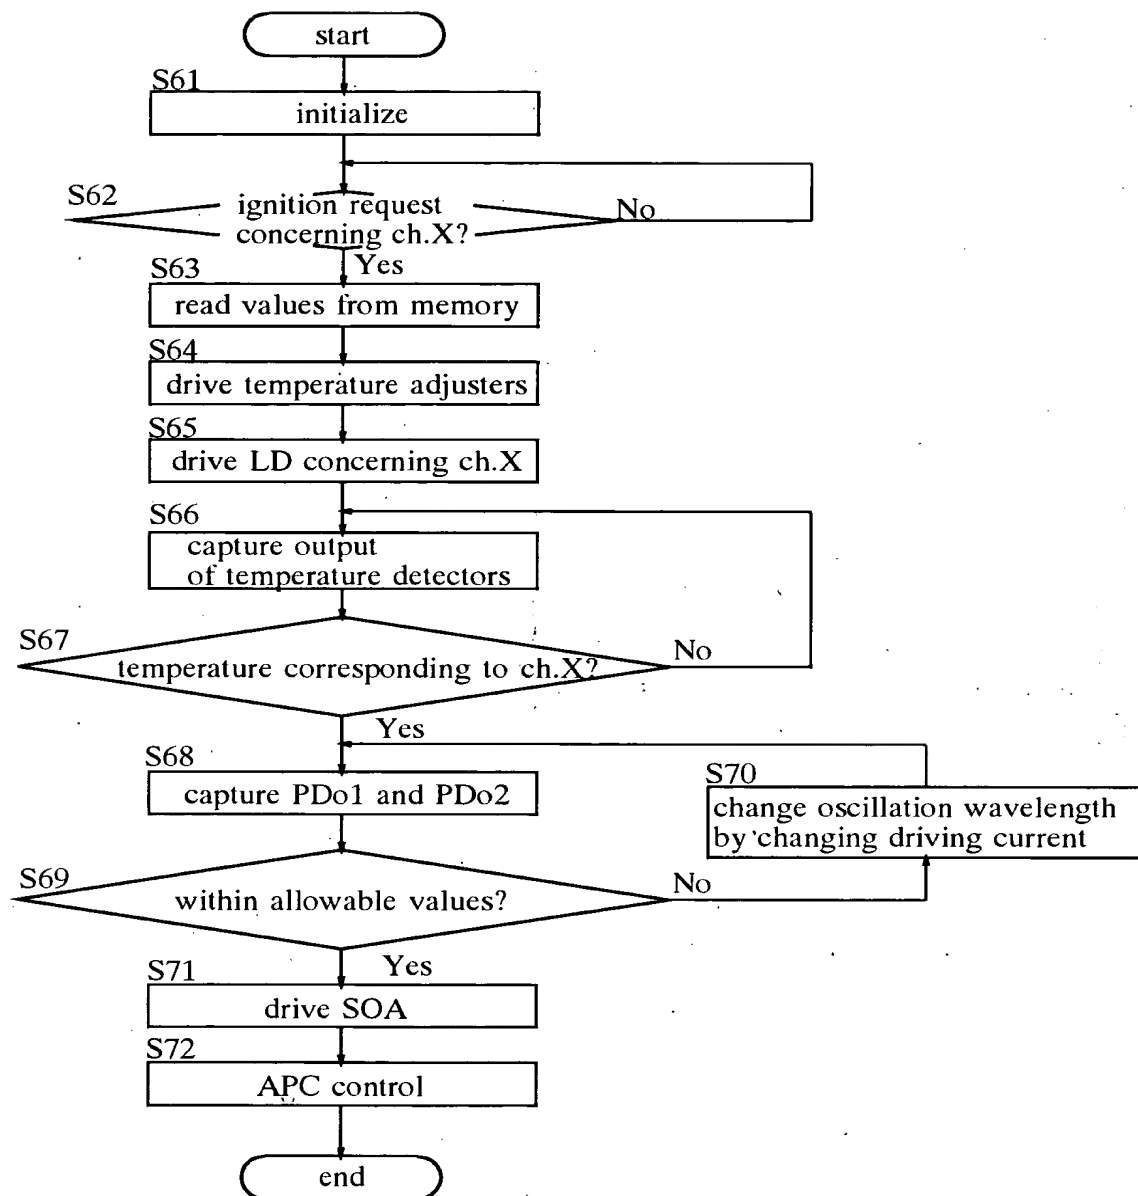 start
S61
initialize
S62
ignition request
concerning ch.X?
No
Yes
S63
read values from memory
S64
drive temperature adjusters
S65
drive LD concerning ch.X
S66
capture output
of temperature detectors
S67
temperature corresponding to ch.X?
No
Yes
S68
capture PDo1 and PDo2
S70
change oscillation wavelength
by changing driving current
S69
within allowable values?
No
Yes
S71
drive SOA
S72
APC control
end